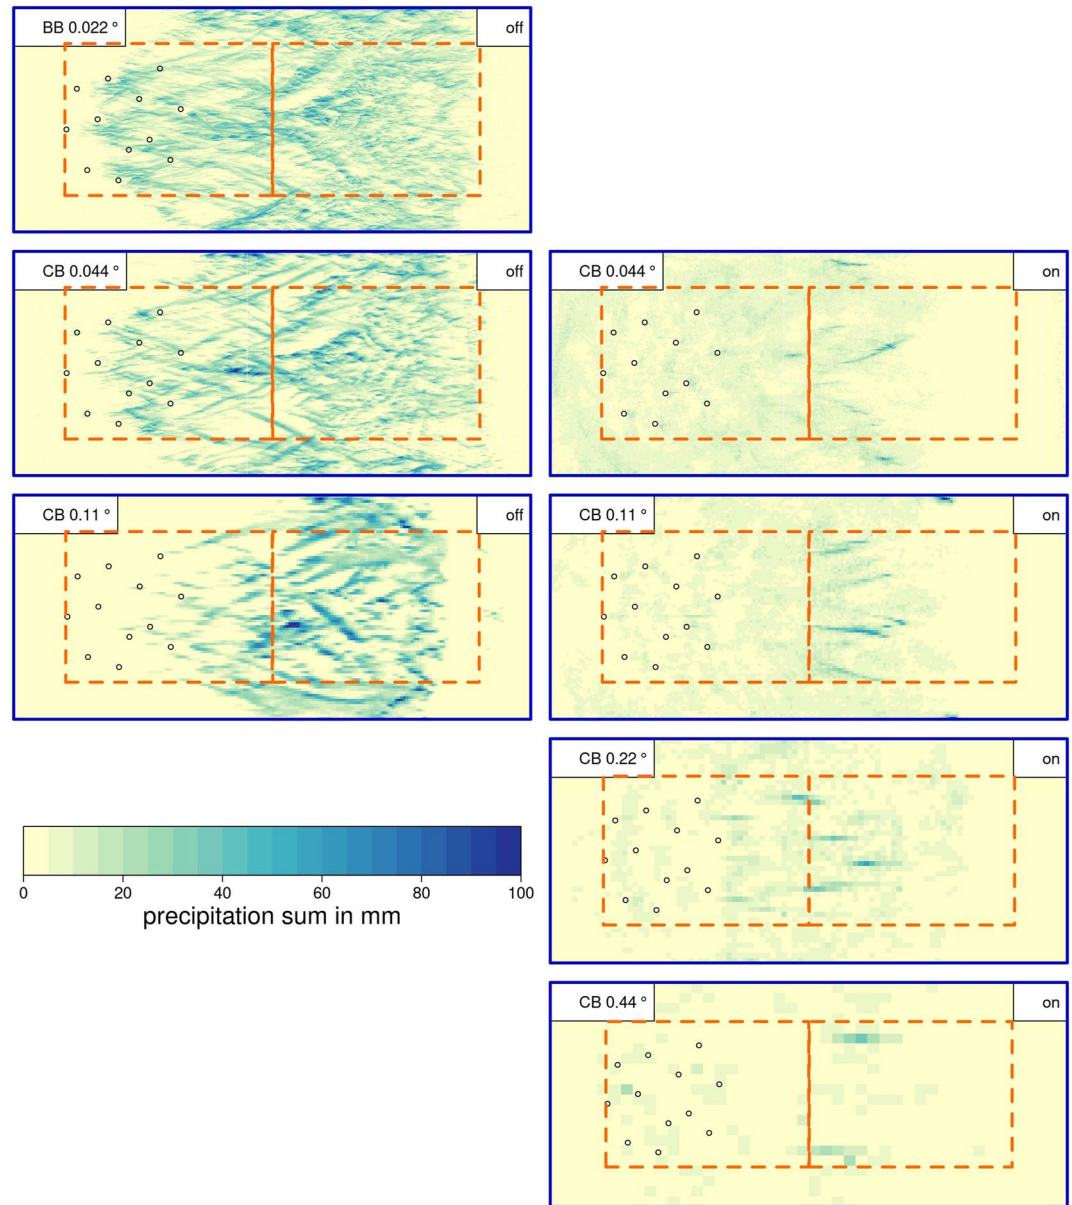 BB 0.022 °
off
CB 0.044 °
off
CB 0.044 °
on
CB 0.11 °
off
CB 0.11 °
on
CB 0.22 °
on
0 20 40 60 80 100
precipitation sum in mm
CB 0.44 °
on